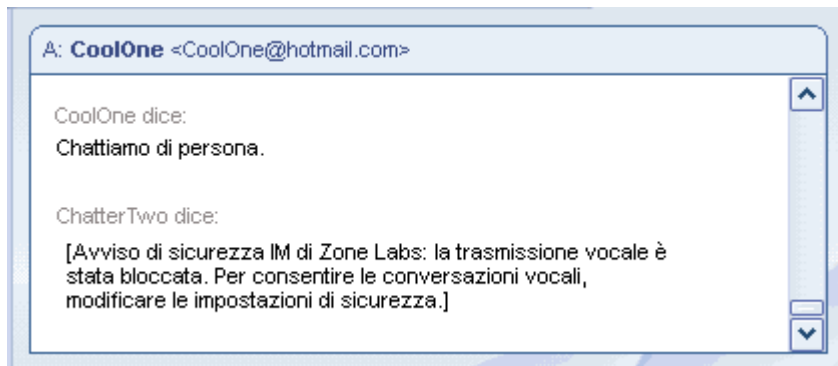 A: CoolOne <CoolOne@hotmail.com>
CoolOne dice:
Chattiamo di persona.
ChatterTwo dice:
[Avviso di sicurezza IM di Zone Labs: la trasmissione vocale è
stata bloccata. Per consentire le conversazioni vocali,
modificare le impostazioni di sicurezza.]